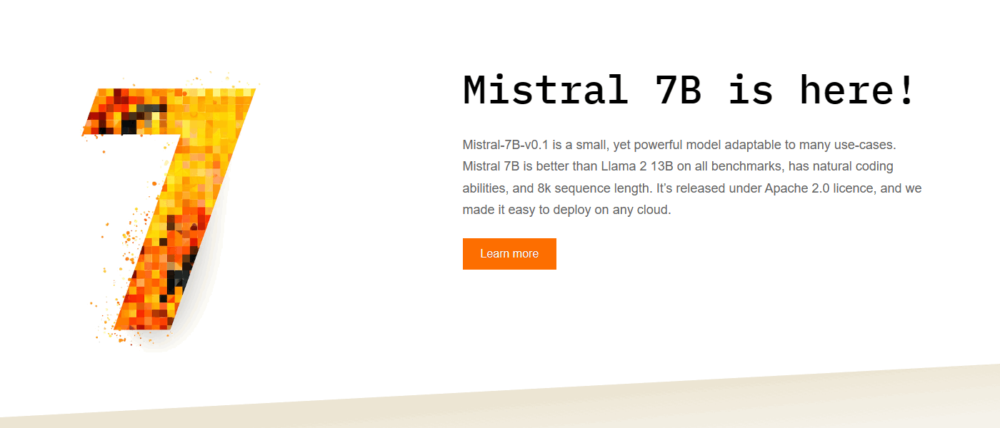 7
Mistral 7B is here!
Mistral-7B-v0.1 is a small, yet powerful model adaptable to many use-cases.
Mistral 7B is better than Llama 2 13B on all benchmarks, has natural coding
abilities, and 8k sequence length. It’s released under Apache 2.0 licence, and we
made it easy to deploy on any cloud.
Learn more